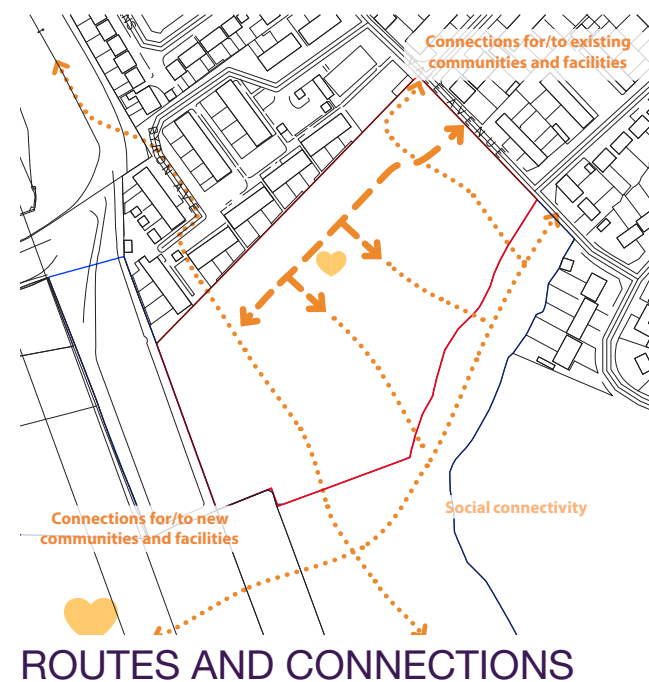 Connections for/to existing
communities and facilities
AVENUE
Connections for/to new
communities and facilities
Social connectivity
ROUTES AND CONNECTIONS